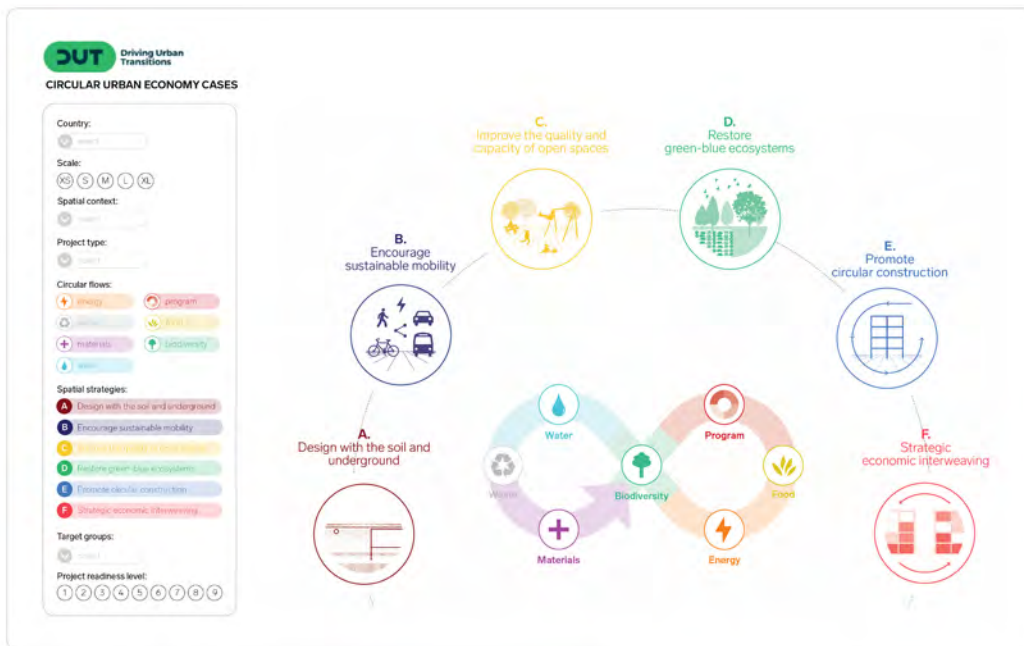 DUT
Driving Urban
Transitions
CIRCULAR URBAN ECONOMY CASES
Country:
select
Scale:
XS S M L XL
Spatial context:
select
Project type:
select
Circular flows:
energy
program
materials
biodiversity
water
Spatial strategies:
A Design with the soil and underground
B Encourage sustainable mobility
C
D Restore green-blue ecosystems
E Promote circular construction
F Strategic economic interweaving
Target groups:
select
Project readiness level:
1 2 3 4 5 6 7 8 9
A.
Design with the soil and
underground
B.
Encourage
sustainable mobility
C.
Improve the quality and
capacity of open spaces
D.
Restore
green-blue ecosystems
E.
Promote
circular construction
F.
Strategic
economic interweaving
Water
Program
Waste
Biodiversity
Food
Materials
Energy